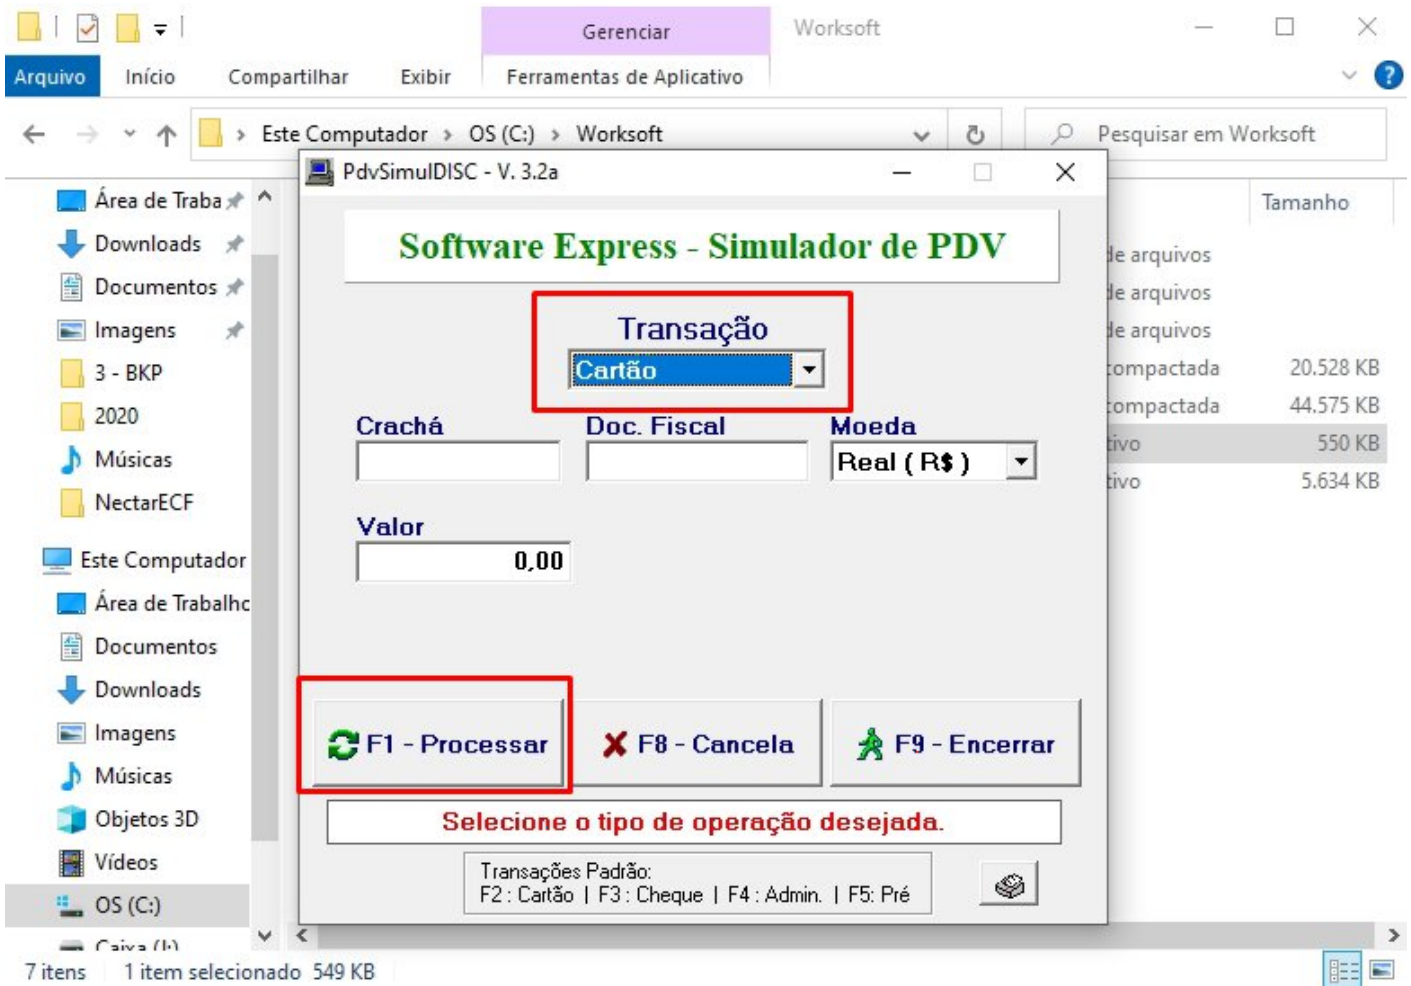 Gerenciar
Worksoft
Arquivo
Início
Compartilhar
Exibir
Ferramentas de Aplicativo
Este Computador > OS (C:) > Worksoft
Pesquisar em Worksoft
Área de Traba
Downloads
Documentos
Imagens
3 - BKP
2020
Músicas
NectarECF
Este Computador
Área de Trabalho
Documentos
Downloads
Imagens
Músicas
Objetos 3D
Vídeos
OS (C:)
Caixa (I:)
PdvSimulDISC - V. 3.2a
Software Express - Simulador de PDV
Transação
Cartão
Crachá
Doc. Fiscal
Moeda
Real ( R$ )
Valor
0,00
F1 - Processar
F8 - Cancela
F9 - Encerrar
Selecione o tipo de operação desejada.
Transações Padrão:
F2 : Cartão | F3 : Cheque | F4 : Admin. | F5: Pré
Tamanho
de arquivos
de arquivos
de arquivos
compactada 20.528 KB
compactada 44.575 KB
tivo 550 KB
tivo 5.634 KB
7 itens
1 item selecionado 549 KB